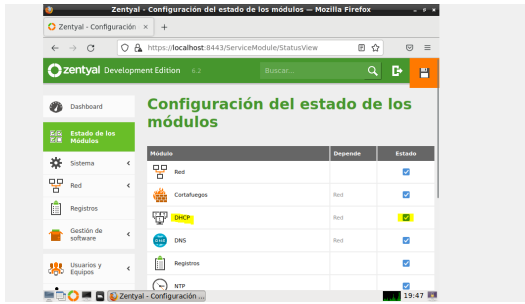 Zentyal - Configuración del estado de los módulos — Mozilla Firefox
Zentyal - Configuración
https://localhost:8443/ServiceModule/StatusView
zentyal Development Edition 6.2
Buscar...
Dashboard
Estado de los
Módulos
Sistema
Red
Registros
Gestión de
software
Usuarios y
Equipos
Configuración del estado de los
módulos
Módulo Depende Estado
Red
Cortafuegos Red
DHCP Red
DNS Red
Registros
NTP
Zentyal - Configuración ...
19:47